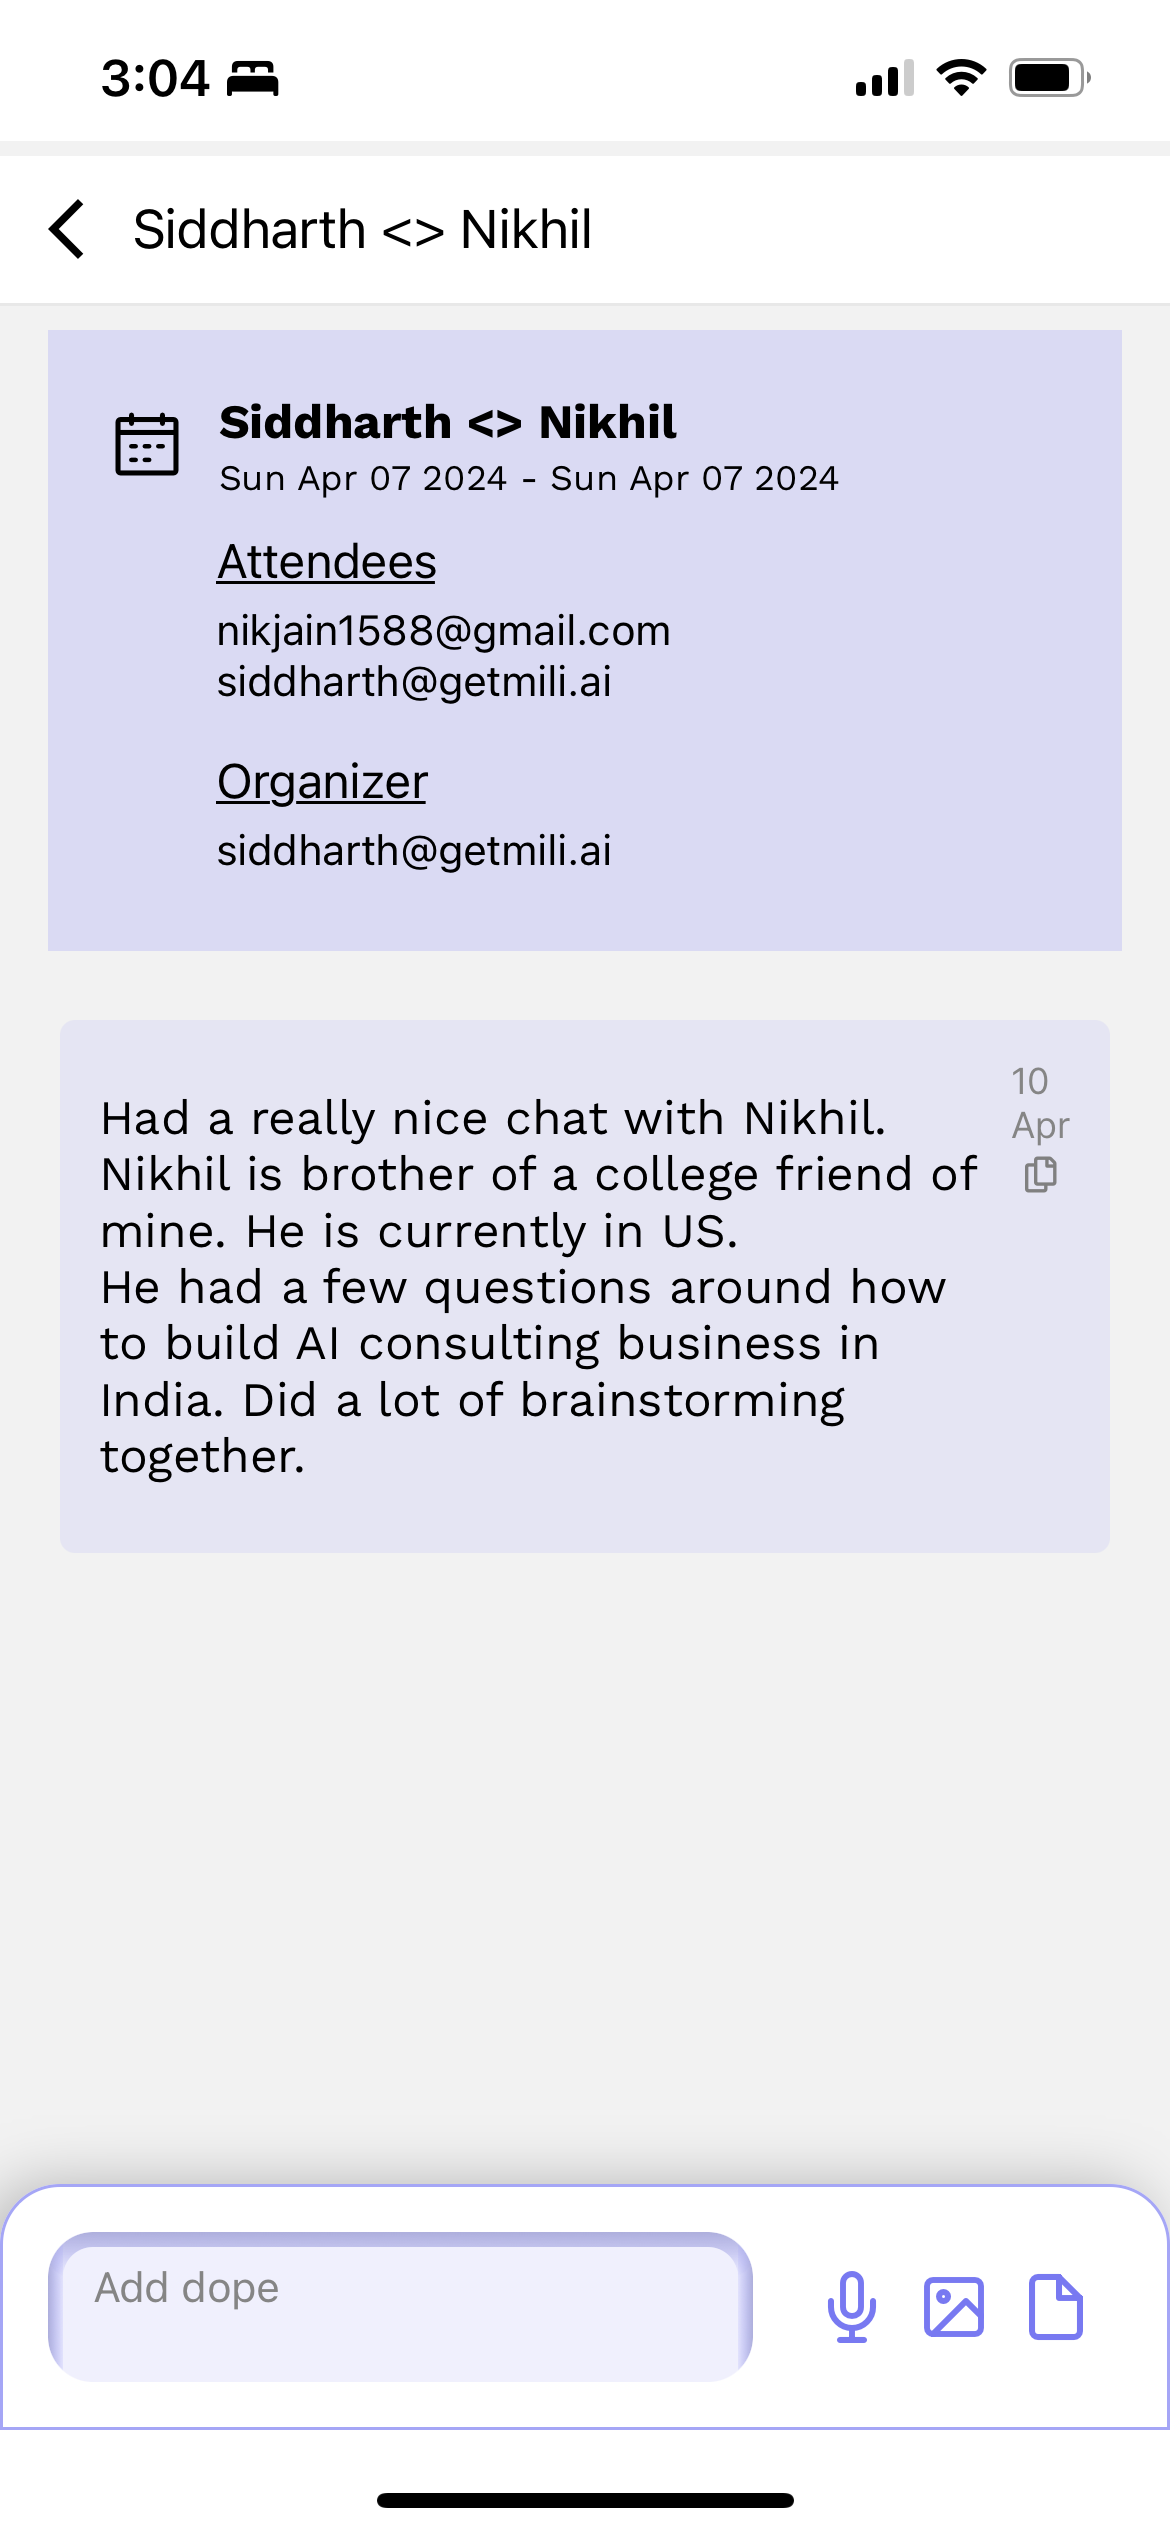 3:04
Siddharth <> Nikhil
Siddharth <> Nikhil
Sun Apr 07 2024 - Sun Apr 07 2024
Attendees
nikjain1588@gmail.com
siddharth@getmili.ai
Organizer
siddharth@getmili.ai
10
Apr
Had a really nice chat with Nikhil.
Nikhil is brother of a college friend of
mine. He is currently in US.
He had a few questions around how
to build AI consulting business in
India. Did a lot of brainstorming
together.
Add dope